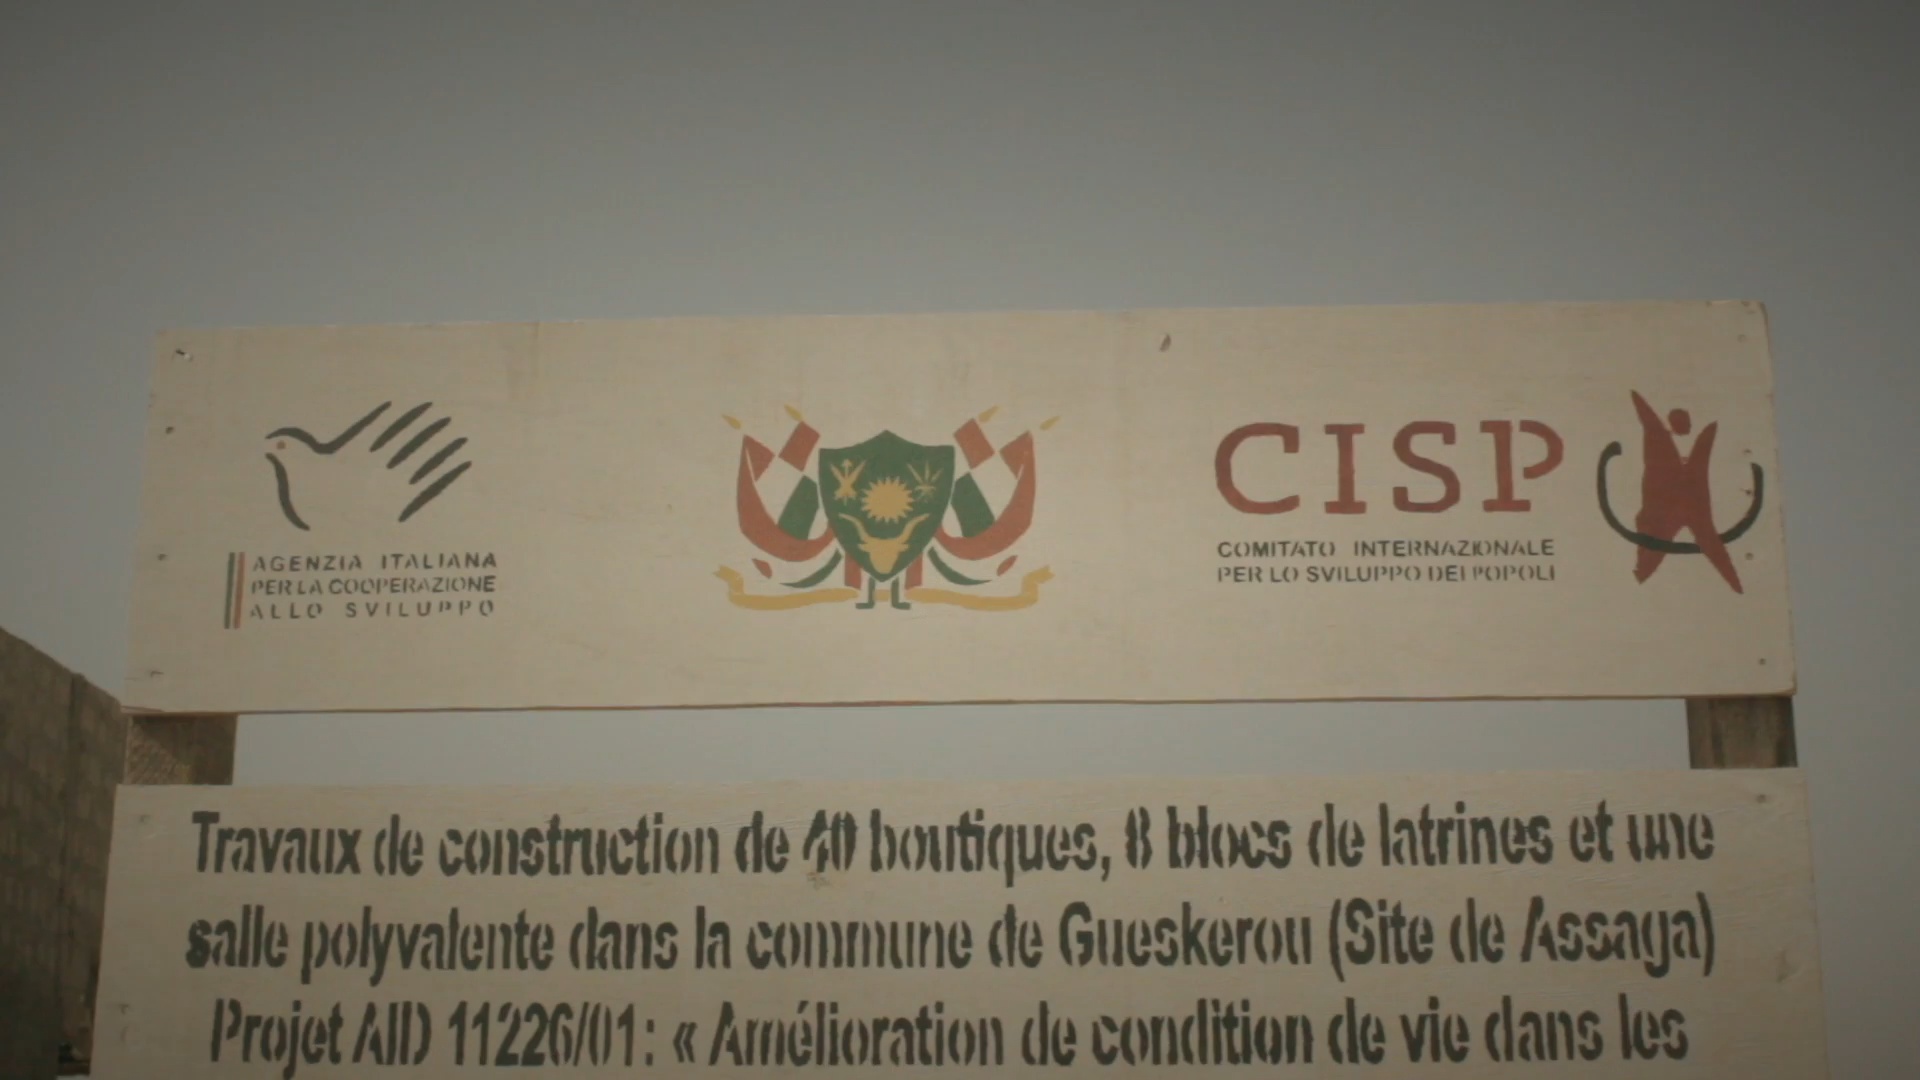 AGENZIA ITALIANA
PER LA COOPERAZIONE
ALLO SVILUPPO
CISP
COMITATO INTERNAZIONALE
PER LO SVILUPPO DEI POPOLI
Travaux de construction de 40 boutiques, 8 blocs de latrines et une
salle polyvalente dans la commune de Gueskerou (Site de Assaga)
Projet AID 11226/01: « Amélioration de condition de vie dans les